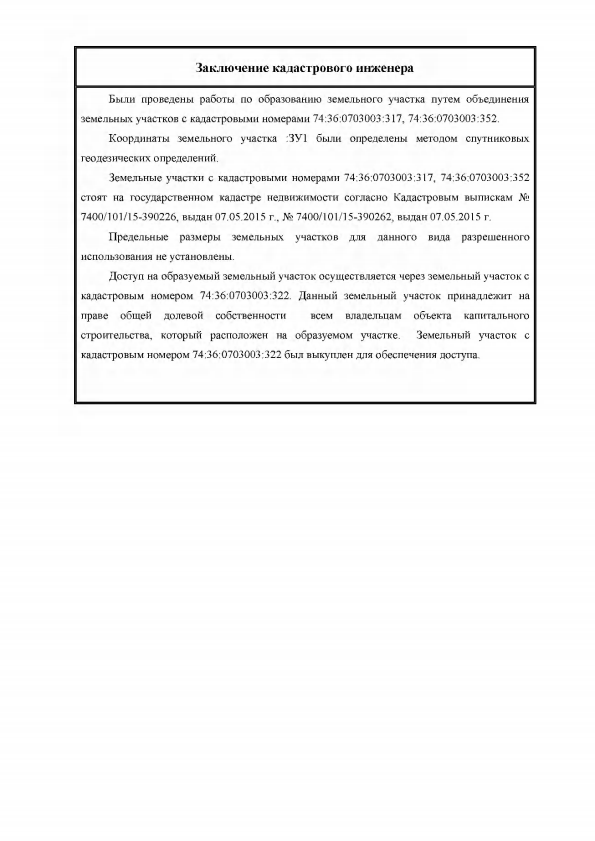 Заключение кадастрового инженера
Были проведены работы по образованию земельного участка путем объединения
земельных участков с кадастровыми номерами 74:36:0703003:317, 74:36:0703003:352.
Координаты земельного участка :ЗУ1 были определены методом спутниковых
геодезических определений.
Земельные участки с кадастровыми номерами 74:36:0703003:317, 74:36:0703003:352
стоят на государственном кадастре недвижимости согласно Кадастровым выпискам №
7400/101/15-390226, выдан 07.05.2015 г., № 7400/101/15-390262, выдан 07.05.2015 г.
Предельные размеры земельных участков для данного вида разрешенного
использования не установлены.
Доступ на образуемый земельный участок осуществляется через земельный участок с
кадастровым номером 74:36:0703003:322. Данный земельный участок принадлежит на
праве общей долевой собственности всем владельцам объекта капитального
строительства, который расположен на образуемом участке. Земельный участок с
кадастровым номером 74:36:0703003:322 был выкуплен для обеспечения доступа.